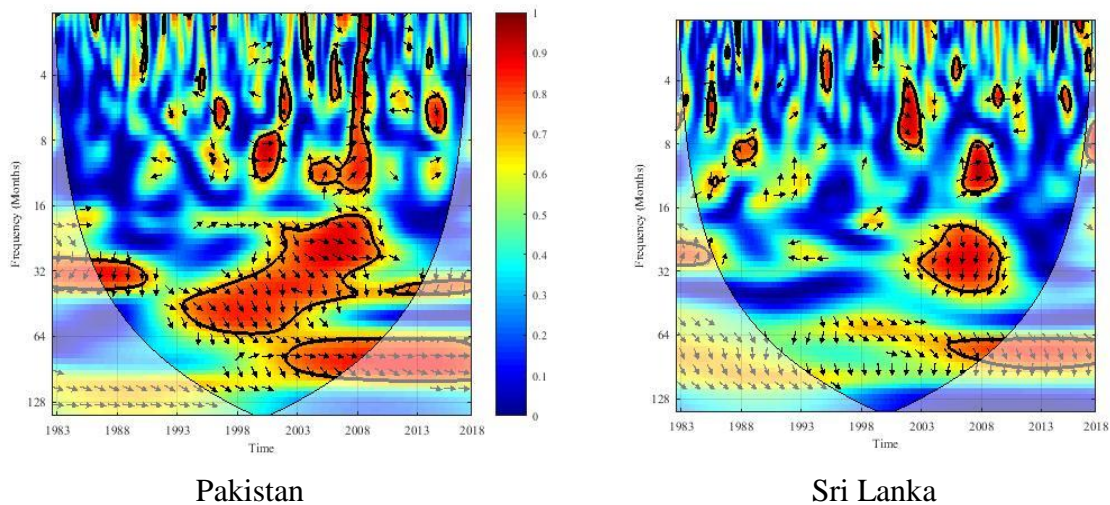 4
8
16
32
64
128
Frequency (Months)
1983 1988 1993 1998 2003 2008 2013 2018
Time
1
0.9
0.8
0.7
0.6
0.5
0.4
0.3
0.2
0.1
0
Pakistan
4
8
16
32
64
128
Frequency (Months)
1983 1988 1993 1998 2003 2008 2013 2018
Time
Sri Lanka